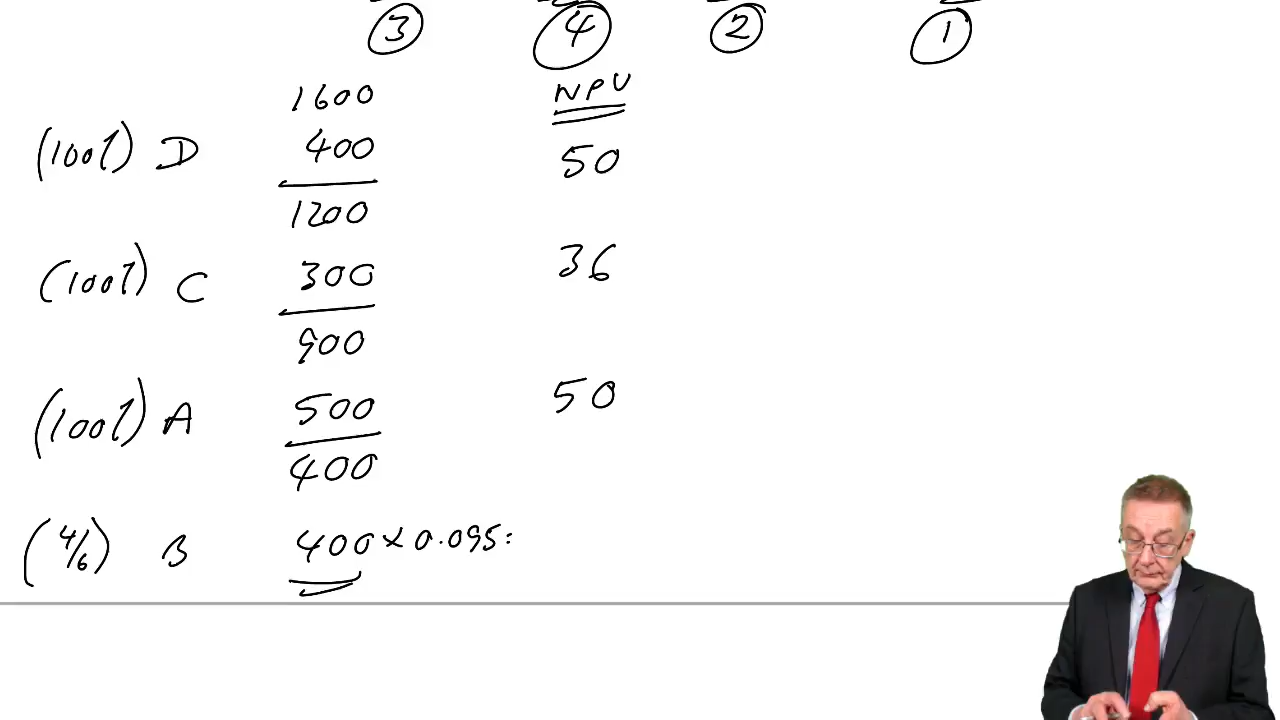 3 4 2 1
1600 NPU
(100%) D 400 50
1200
(100%) C 300 36
900
(100%) A 500 50
400
(4/6) B 400 × 0.095 =